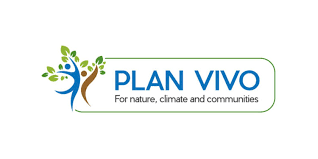 PLAN VIVO
For nature, climate and communities